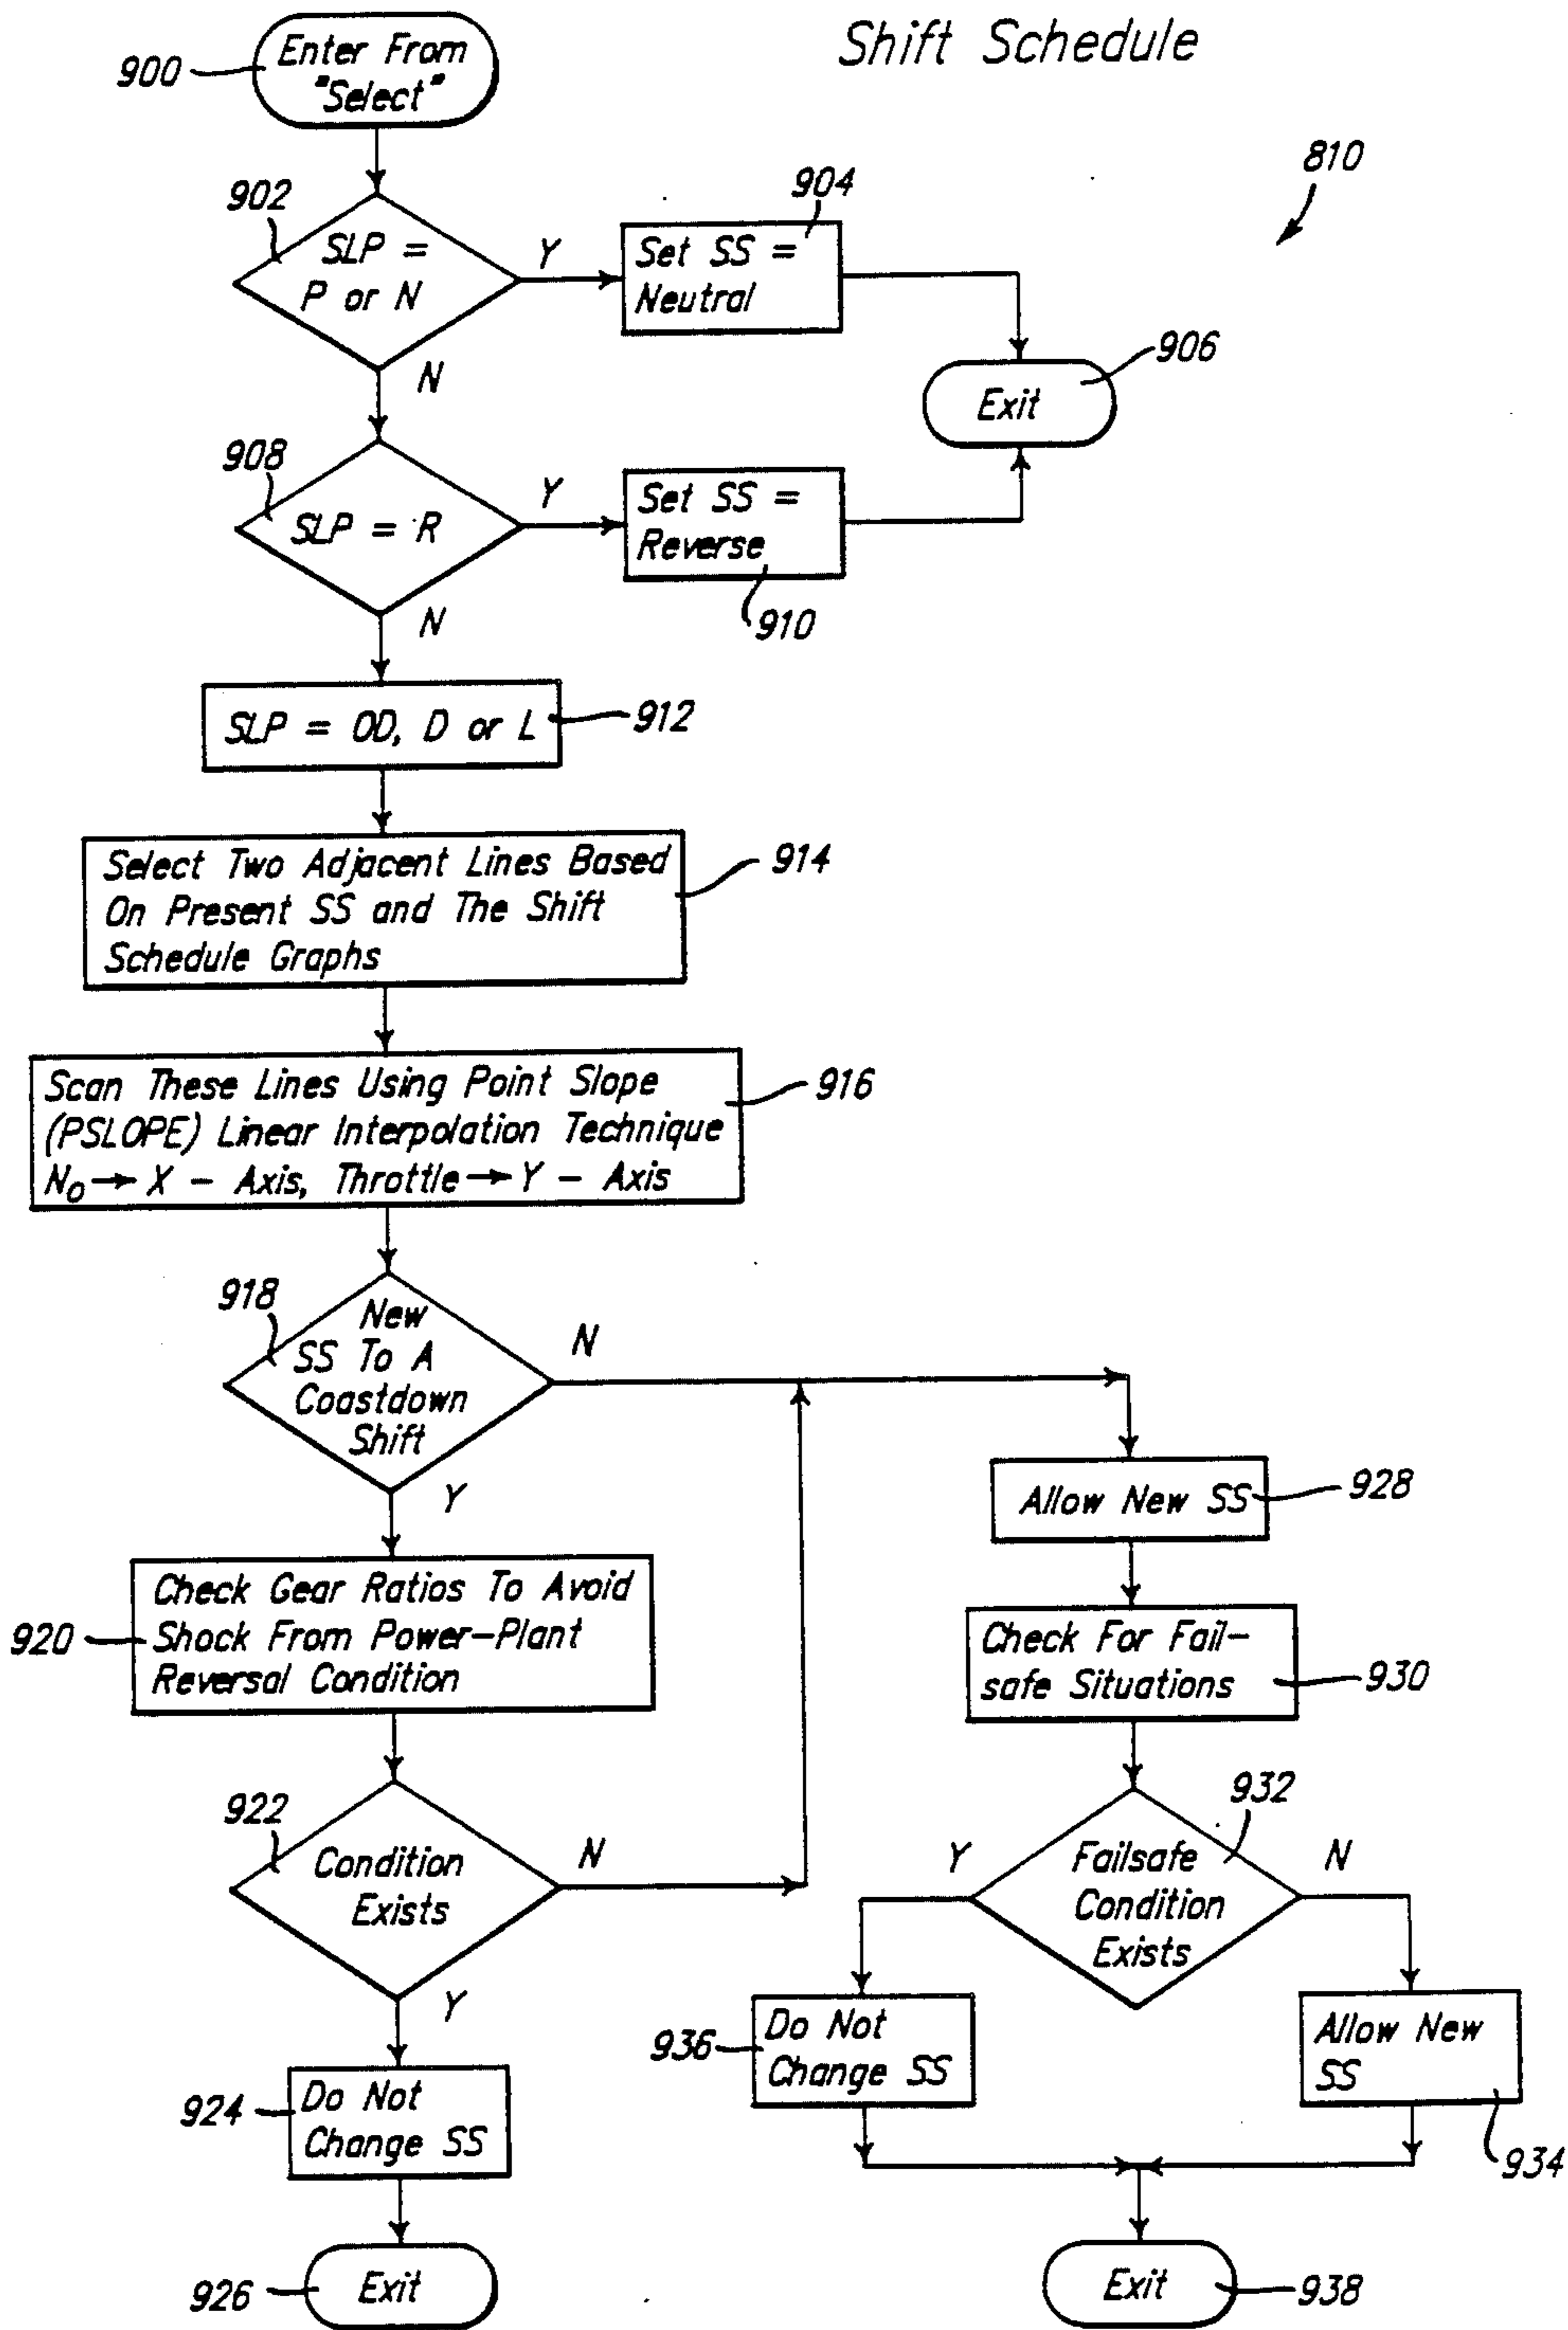 Shift Schedule
810
900
Enter From
"Select"
902
SLP =
P or N
Y
N
904
Set SS =
Neutral
906
Exit
908
SLP = R
Y
N
Set SS =
Reverse
910
SLP = OD, D or L
912
Select Two Adjacent Lines Based
On Present SS and The Shift
Schedule Graphs
914
Scan These Lines Using Point Slope
(PSLOPE) Linear Interpolation Technique
No → X - Axis, Throttle → Y - Axis
916
918
New
SS To A
Coastdown
Shift
N
Y
920
Check Gear Ratios To Avoid
Shock From Power-Plant
Reversal Condition
922
Condition
Exists
N
Y
924
Do Not
Change SS
926
Exit
Allow New SS
928
Check For Fail-
safe Situations
930
932
Failsafe
Condition
Exists
Y
N
936
Do Not
Change SS
Allow New
SS
934
Exit
938